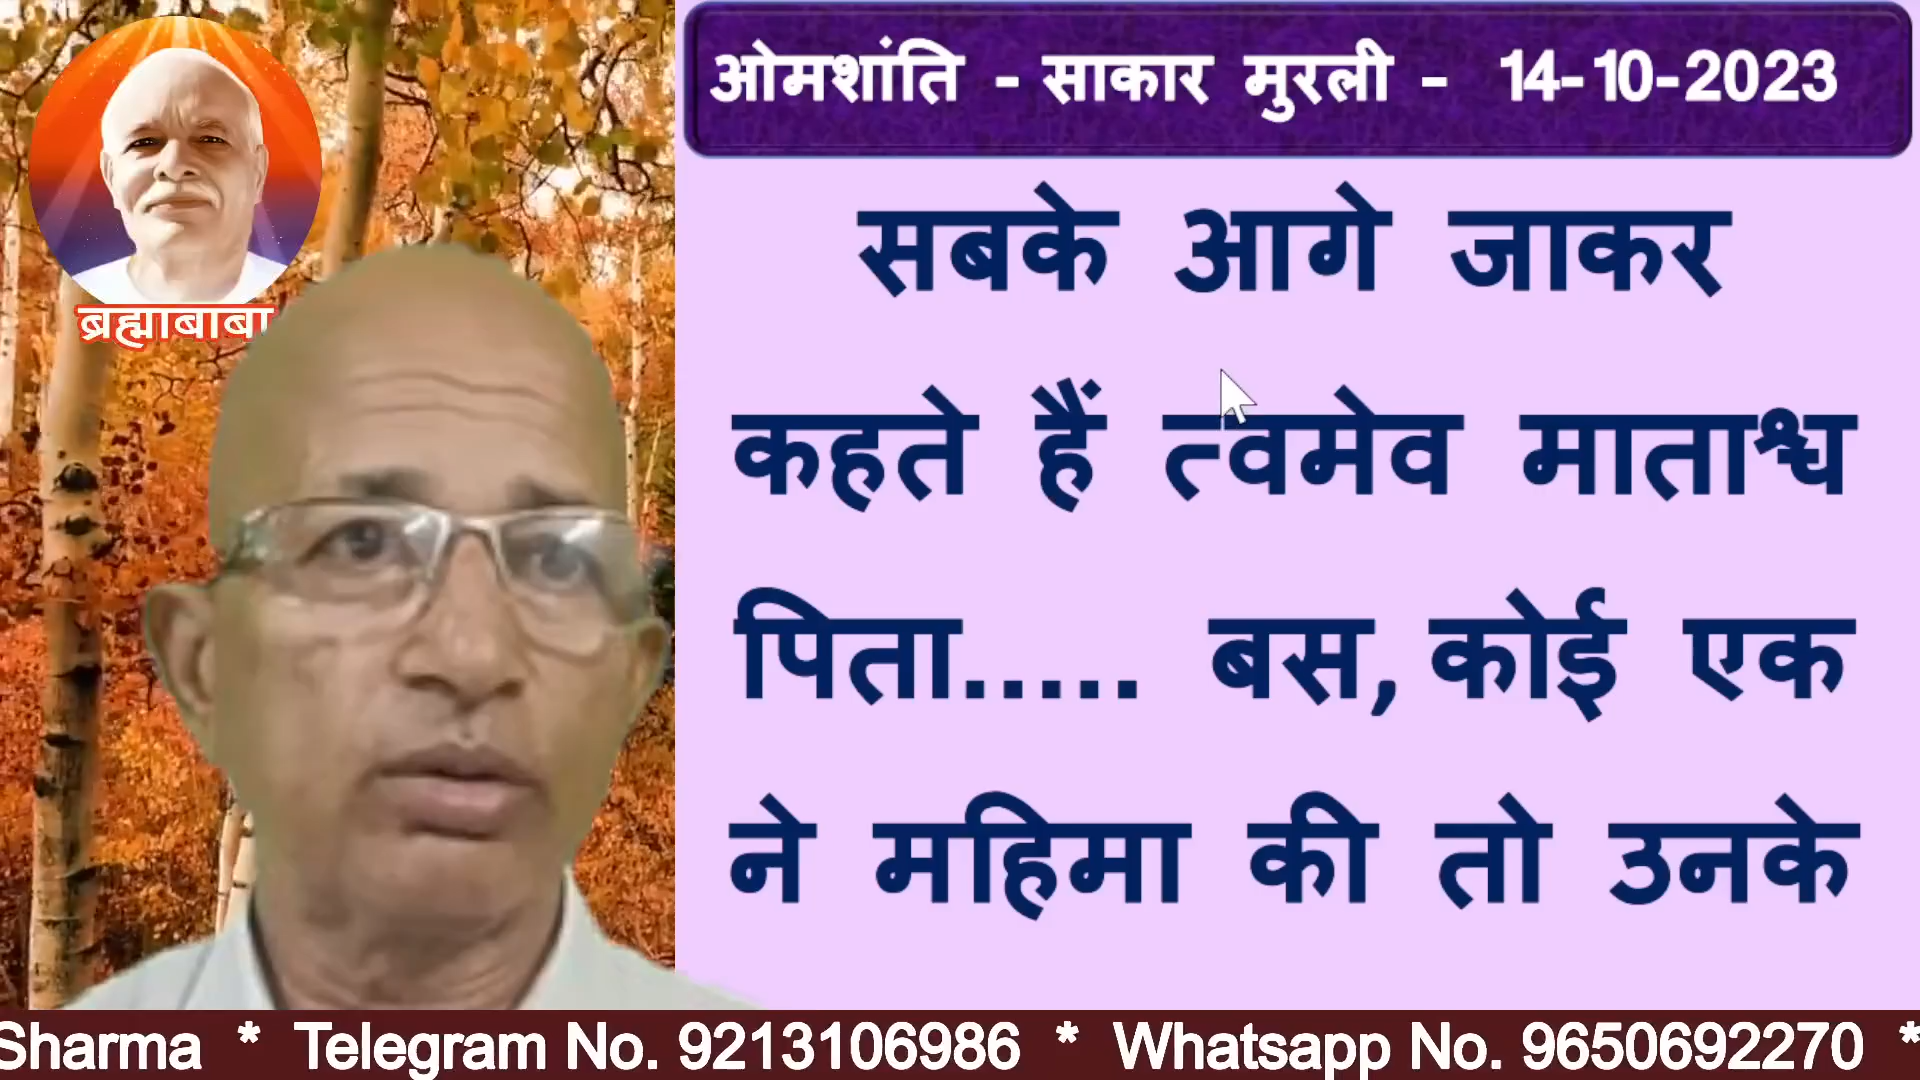 ओमशांति - साकार मुरली - 14-10-2023
ब्रह्माबाबा
सबके आगे जाकर
कहते हैं त्वमेव माताश्च
पिता..... बस, कोई एक
ने महिमा की तो उनके
Sharma * Telegram No. 9213106986 * Whatsapp No. 9650692270 *